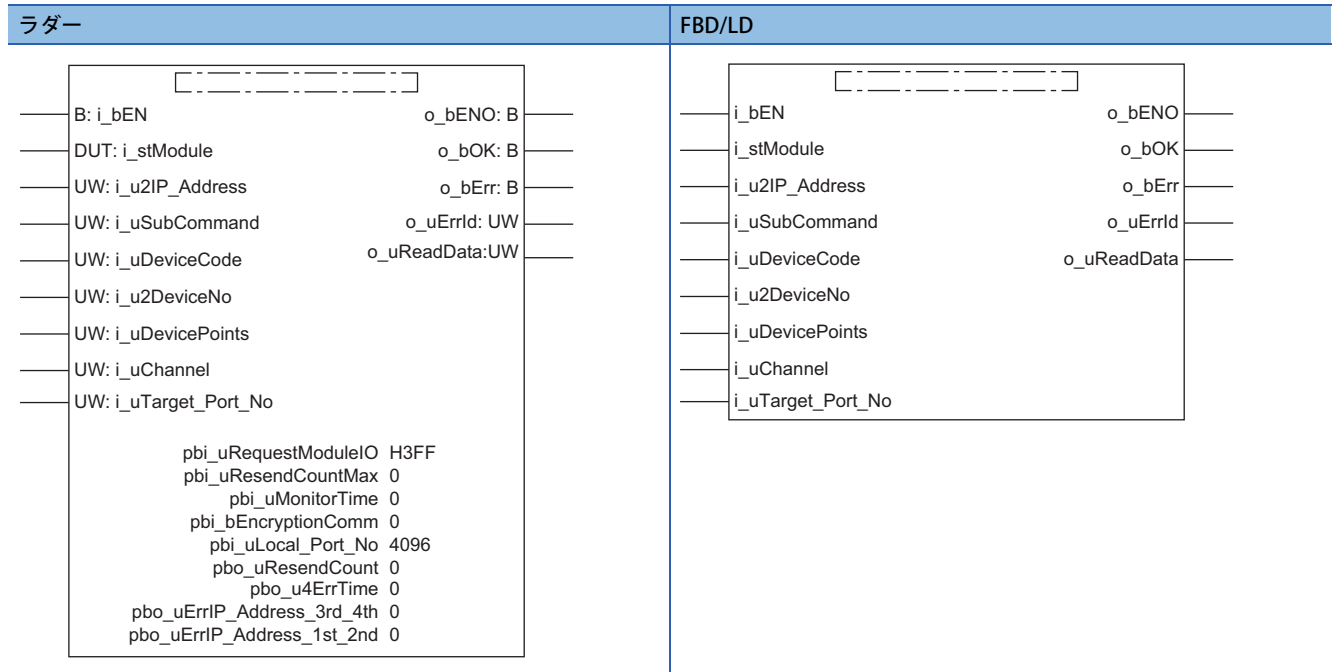 ラダー
FBD/LD
B: i_bEN
o_bENO: B
DUT: i_stModule
o_bOK: B
UW: i_u2IP_Address
o_bErr: B
UW: i_uSubCommand
o_uErrId: UW
UW: i_uDeviceCode
o_uReadData:UW
UW: i_u2DeviceNo
UW: i_uDevicePoints
UW: i_uChannel
UW: i_uTarget_Port_No
pbi_uRequestModuleIO H3FF
pbi_uResendCountMax 0
pbi_uMonitorTime 0
pbi_bEncryptionComm 0
pbi_uLocal_Port_No 4096
pbo_uResendCount 0
pbo_u4ErrTime 0
pbo_uErrIP_Address_3rd_4th 0
pbo_uErrIP_Address_1st_2nd 0
i_bEN
o_bENO
i_stModule
o_bOK
i_u2IP_Address
o_bErr
i_uSubCommand
o_uErrId
i_uDeviceCode
o_uReadData
i_u2DeviceNo
i_uDevicePoints
i_uChannel
i_uTarget_Port_No